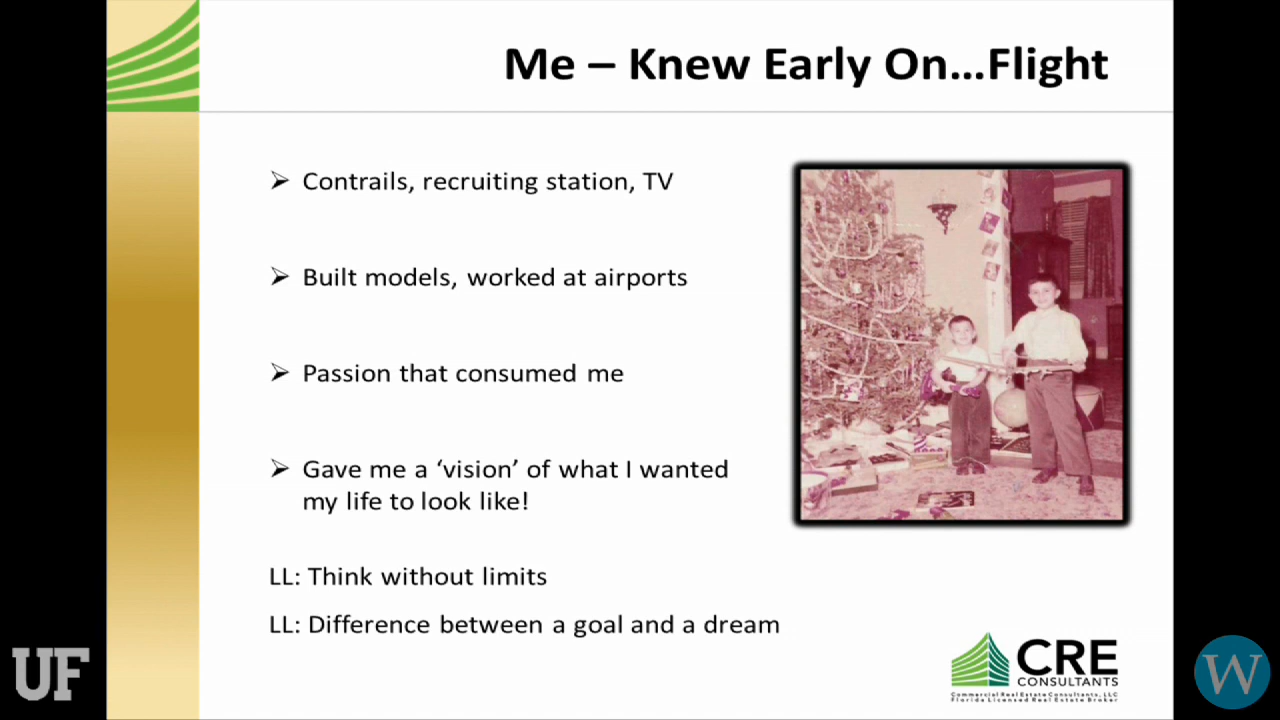 Me – Knew Early On...Flight
Contrails, recruiting station, TV
Built models, worked at airports
Passion that consumed me
Gave me a ‘vision’ of what I wanted
my life to look like!
LL: Think without limits
LL: Difference between a goal and a dream
UF
CRE
CONSULTANTS
Commercial Real Estate Consultants, LLC
Florida Licensed Real Estate Broker
W